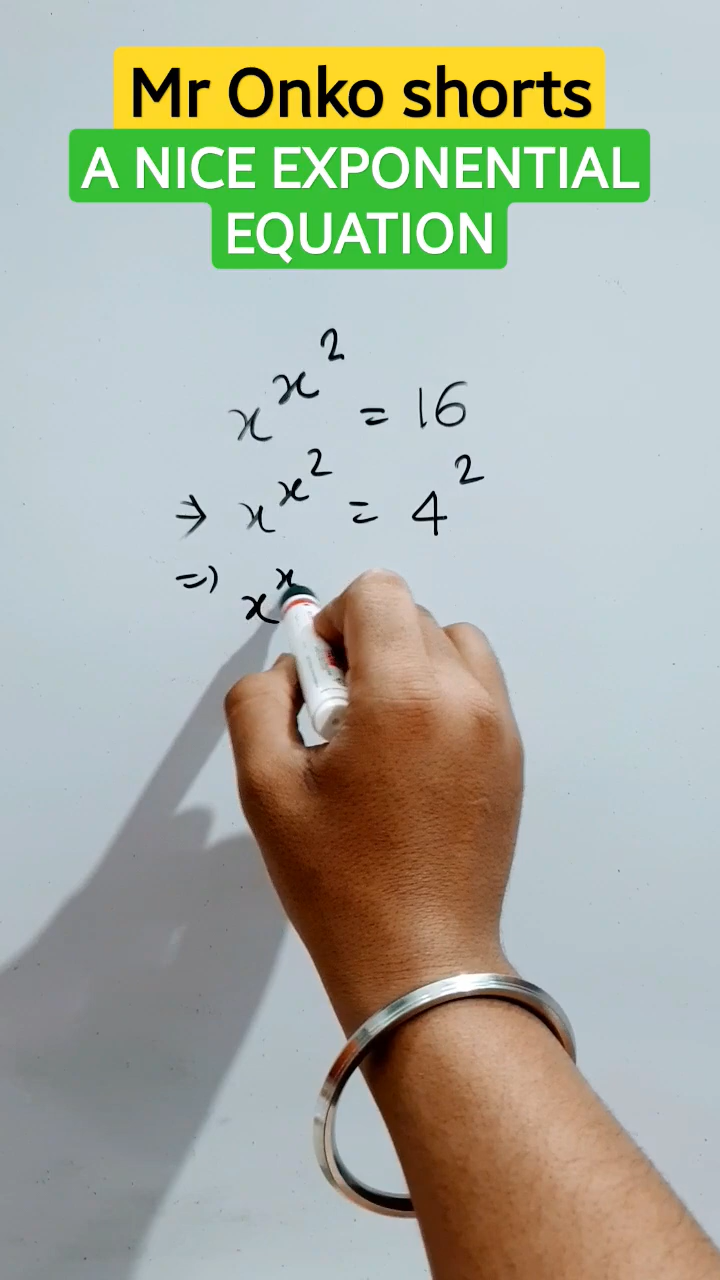 Mr Onko shorts
A NICE EXPONENTIAL
EQUATION
x^{x^2} = 16
⇒ x^{x^2} = 4^2
⇒ x^x